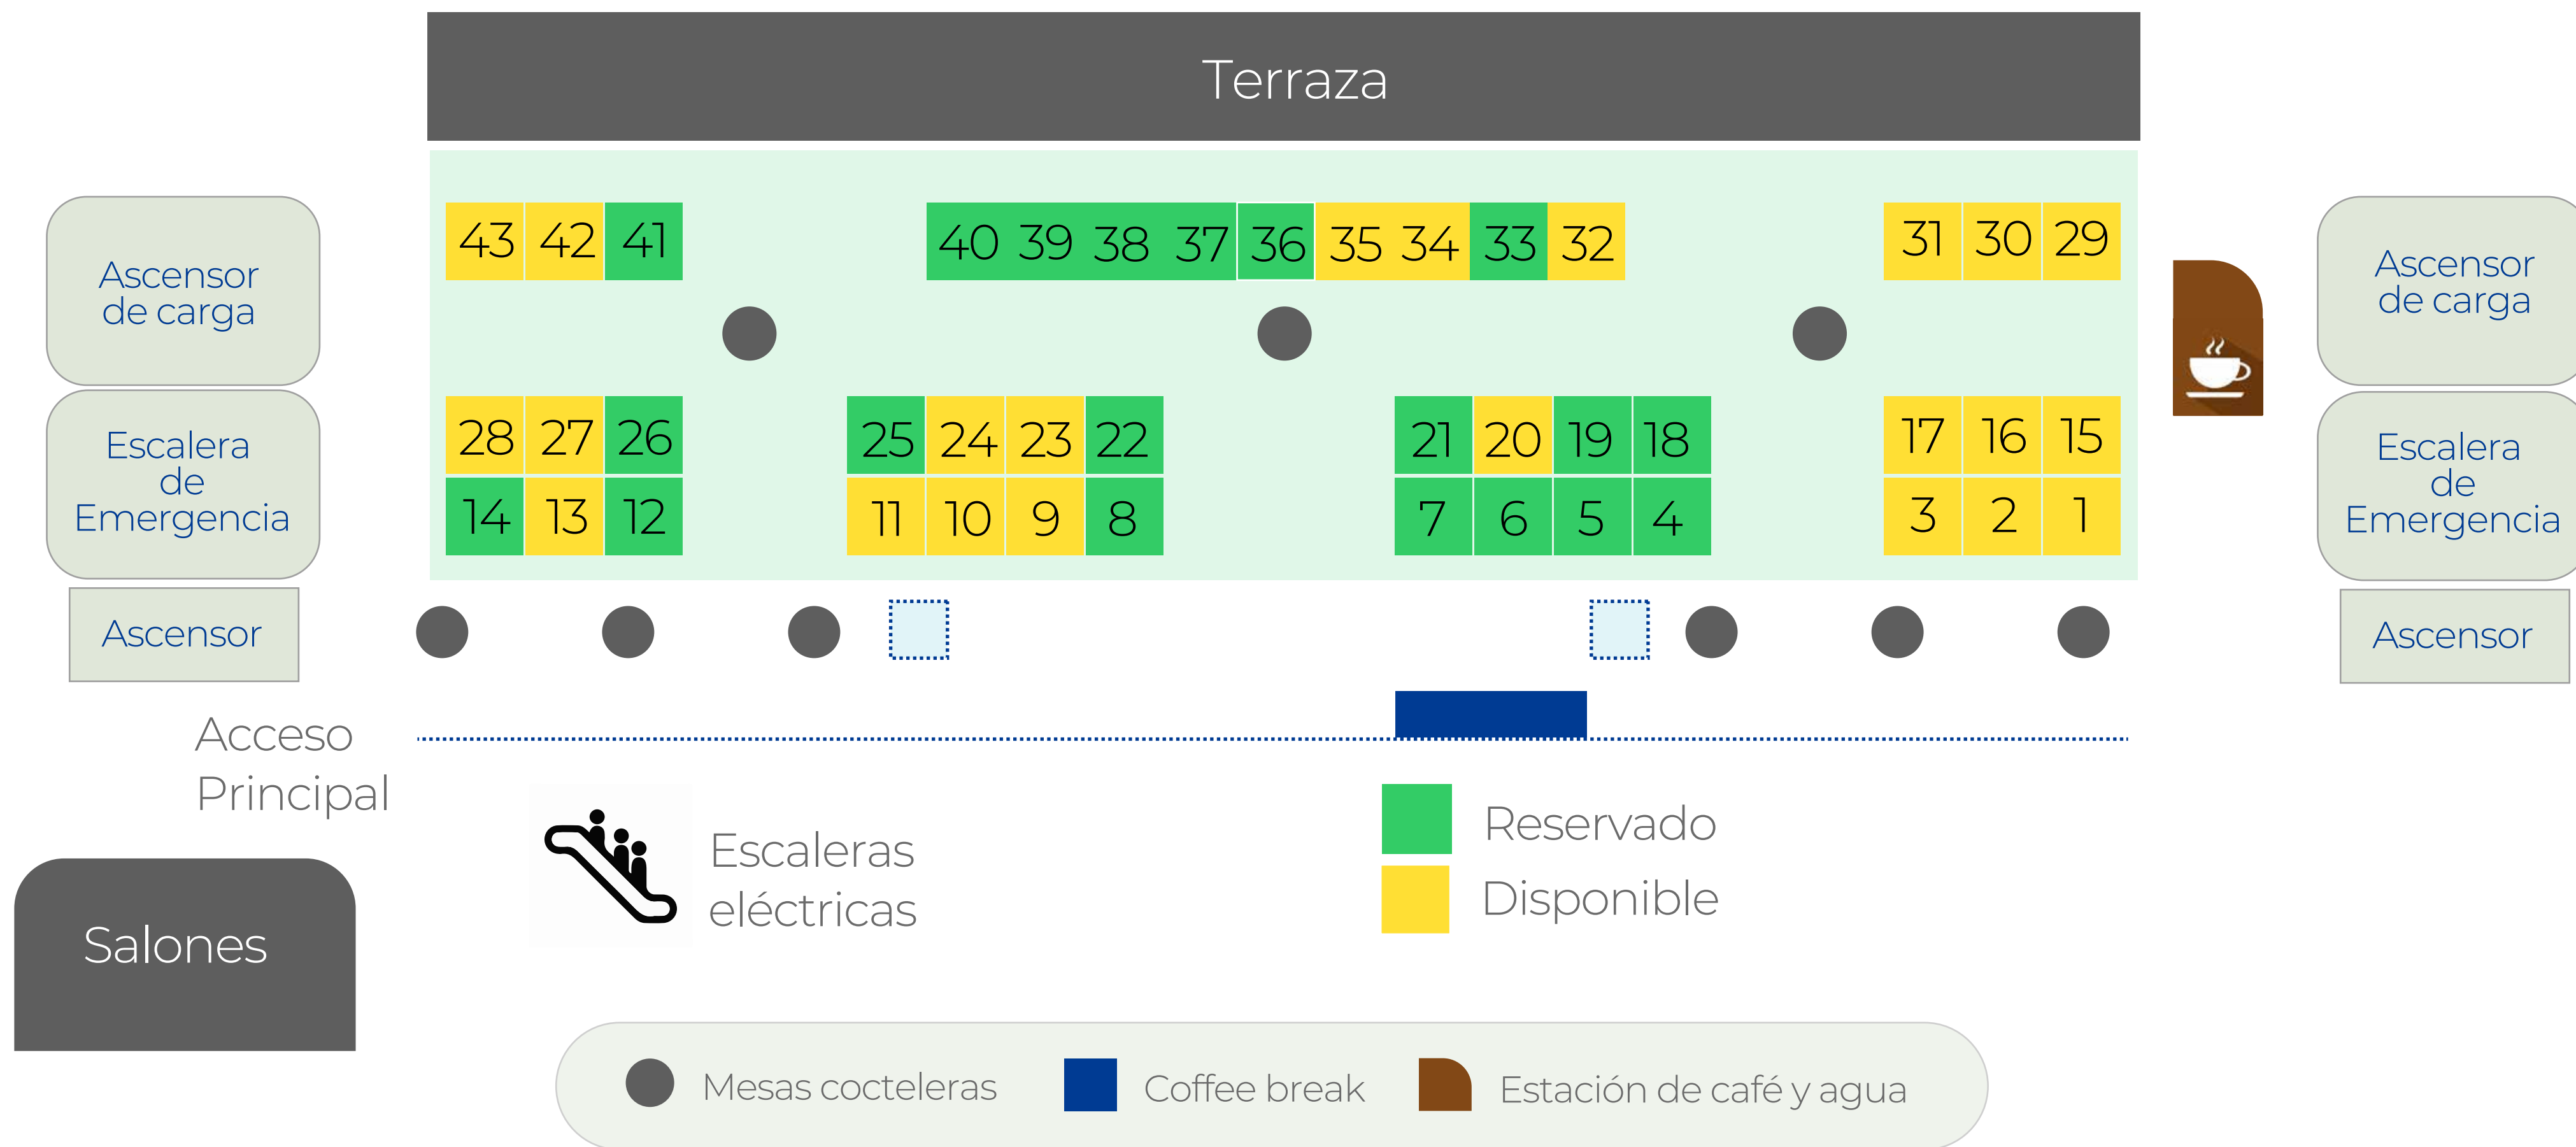 Terraza
43 42 41 40 39 38 37 36 35 34 33 32 31 30 29
Ascensor
de carga
Ascensor
de carga
28 27 26 25 24 23 22 21 20 19 18 17 16 15
14 13 12 11 10 9 8 7 6 5 4 3 2 1
Escalera
de
Emergencia
Escalera
de
Emergencia
Ascensor
Ascensor
Acceso
Principal
Escaleras
eléctricas
Reservado
Disponible
Salones
Mesas cocteleras
Coffee break
Estación de café y agua